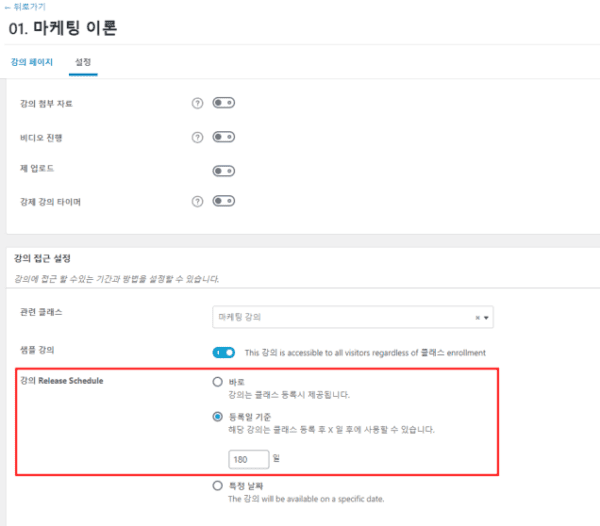 ← 뒤로가기
01. 마케팅 이론
강의 페이지 설정
강의 첨부 자료 ?
비디오 진행 ?
제 업로드
강제 강의 타이머 ?
강의 접근 설정
강의에 접근 할 수있는 기간과 방법을 설정할 수 있습니다.
관련 클래스 마케팅 강의 × ▾
샘플 강의 This 강의 is accessible to all visitors regardless of 클래스 enrollment
강의 Release Schedule 바로
강의는 클래스 등록시 제공됩니다.
등록일 기준
해당 강의는 클래스 등록 후 X 일 후에 사용할 수 있습니다.
180 일
특정 날짜
The 강의 will be available on a specific date.